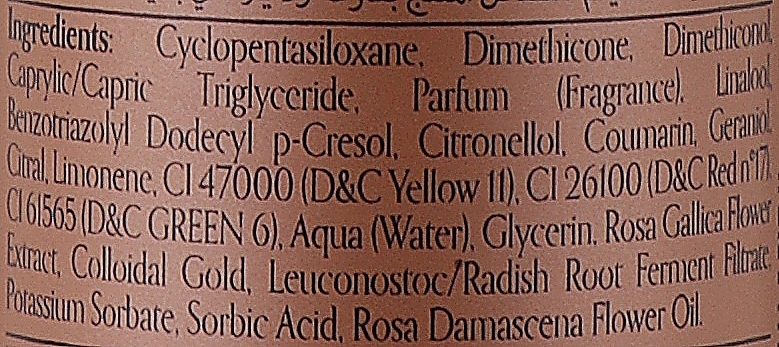 Ingredients: Cyclopentasiloxane, Dimethicone, Dimethiconol,
Caprylic/Capric Triglyceride, Parfum (Fragrance), Linalool,
Benzotriazolyl Dodecyl p-Cresol, Citronellol, Coumarin, Geraniol,
Citral, Limonene, CI 47000 (D&C Yellow 11), CI 26100 (D&C Red n°17),
CI 61565 (D&C GREEN 6), Aqua (Water), Glycerin, Rosa Gallica Flower
Extract, Colloidal Gold, Leuconostoc/Radish Root Ferment Filtrate,
Potassium Sorbate, Sorbic Acid, Rosa Damascena Flower Oil.